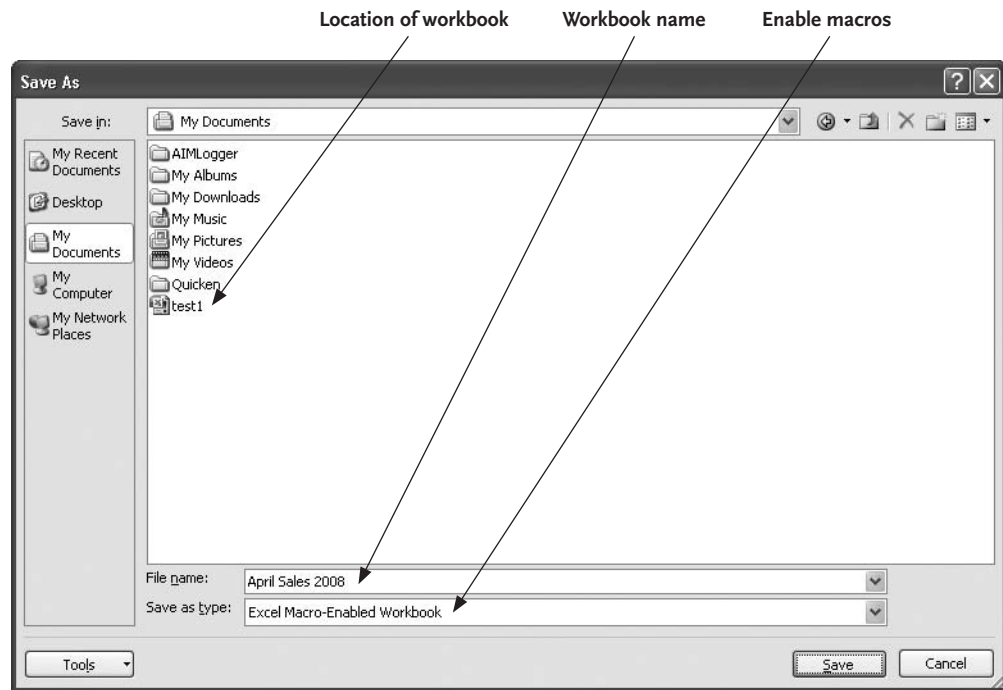 Location of workbook Workbook name Enable macros
Save As
Save in: My Documents
My Recent
Documents
Desktop
My
Documents
My
Computer
My Network
Places
AIMLogger
My Albums
My Downloads
My Music
My Pictures
My Videos
Quicken
test1
File name: April Sales 2008
Save as type: Excel Macro-Enabled Workbook
Tools Save Cancel